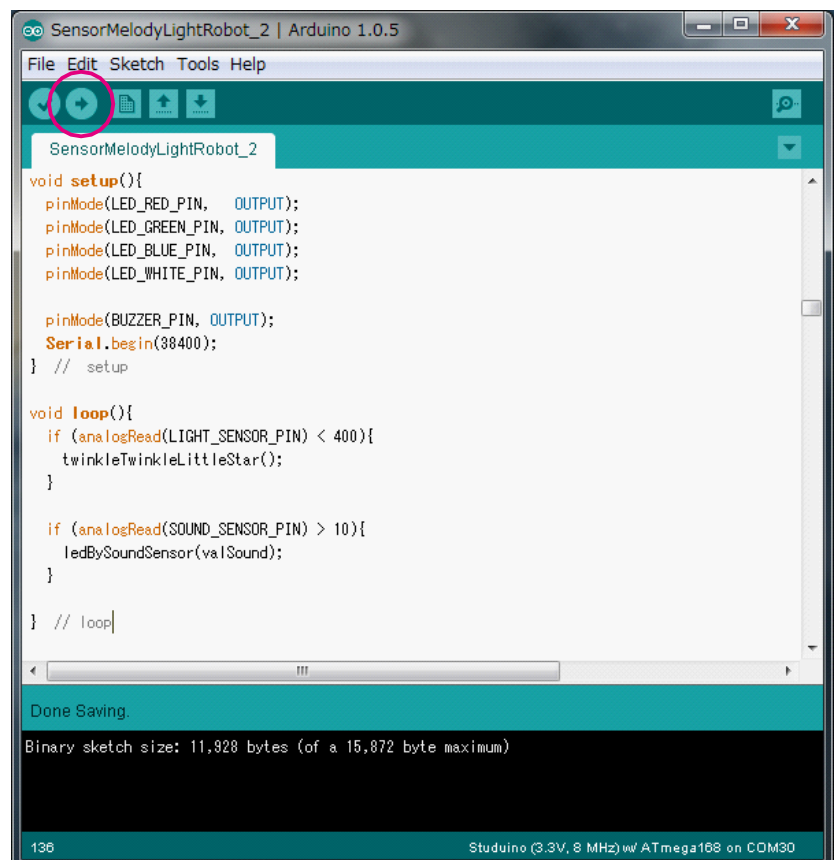 SensorMelodyLightRobot_2 | Arduino 1.0.5
File Edit Sketch Tools Help
SensorMelodyLightRobot_2
void setup(){
  pinMode(LED_RED_PIN,   OUTPUT);
  pinMode(LED_GREEN_PIN, OUTPUT);
  pinMode(LED_BLUE_PIN,  OUTPUT);
  pinMode(LED_WHITE_PIN, OUTPUT);

  pinMode(BUZZER_PIN, OUTPUT);
  Serial.begin(38400);
} //  setup

void loop(){
  if (analogRead(LIGHT_SENSOR_PIN) < 400){
    twinkleTwinkleLittleStar();
  }

  if (analogRead(SOUND_SENSOR_PIN) > 10){
    ledBySoundSensor(valSound);
  }

} // loop
Done Saving.
Binary sketch size: 11,928 bytes (of a 15,872 byte maximum)
136
Studuino (3.3V, 8 MHz) w/ ATmega168 on COM30